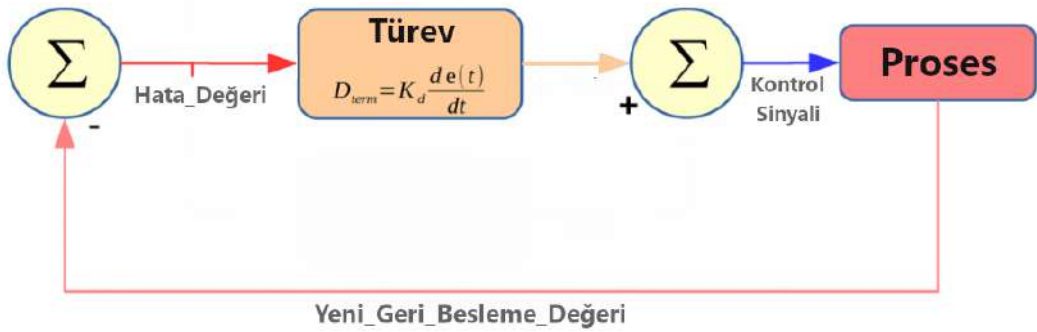 Σ
Hata_Değeri
-
Türev
D_term = K_d de(t)/dt
+
Σ
Kontrol
Sinyali
Proses
Yeni_Geri_Besleme_Değeri